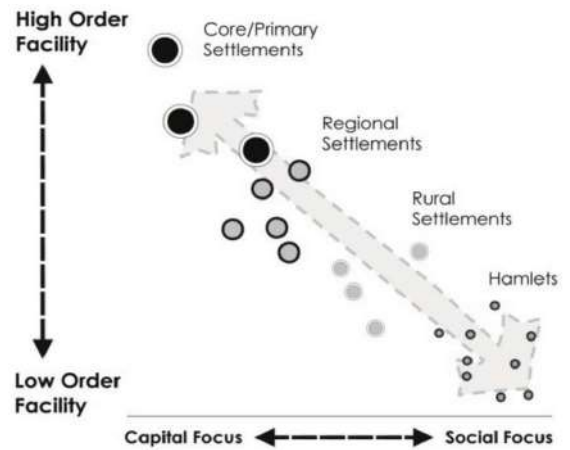 High Order
Facility
Core/Primary
Settlements
Regional
Settlements
Rural
Settlements
Hamlets
Low Order
Facility
Capital Focus
Social Focus